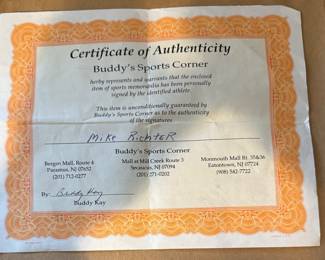 Certificate of Authenticity
Buddy's Sports Corner
herby represents and warrants that the enclosed
item of sports memorabilia has been personally
signed by the identified athlete.
This item is unconditionally guaranteed by
Buddy's Sports Corner as to the authenticity
of the signatures
Mike Richter
Buddy's Sports Corner
Bergen Mall, Route 4
Paramus, NJ 07652
(201) 712-0277
Mall at Mill Creek Route 3
Secaucus, NJ 07094
(201) 271-0202
Monmouth Mall Rt. 35&36
Eatontown, NJ 07724
(908) 542-7722
By: Buddy Kay
Buddy Kay